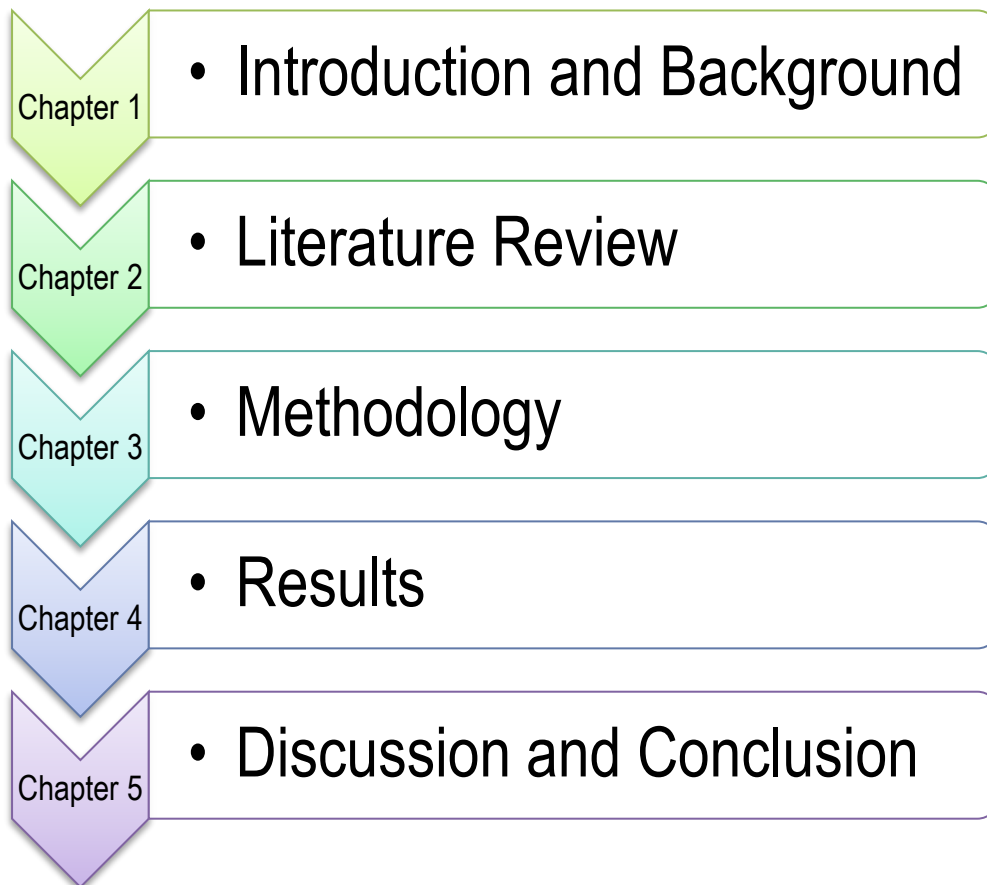 Chapter 1
• Introduction and Background
Chapter 2
• Literature Review
Chapter 3
• Methodology
Chapter 4
• Results
Chapter 5
• Discussion and Conclusion